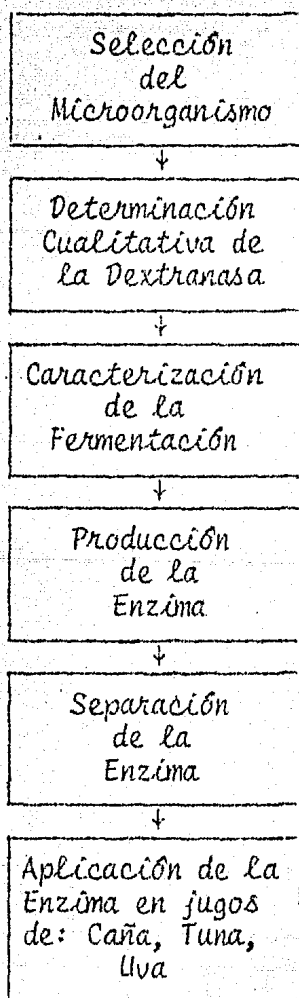 Selección
del
Microorganismo
Determinación
Cualitativa de
la Dextranasa
Caracterización
de la
Fermentación
Producción
de la
Enzima
Separación
de la
Enzima
Aplicación de la
Enzima en jugos
de: Caña, Tuna,
Uva